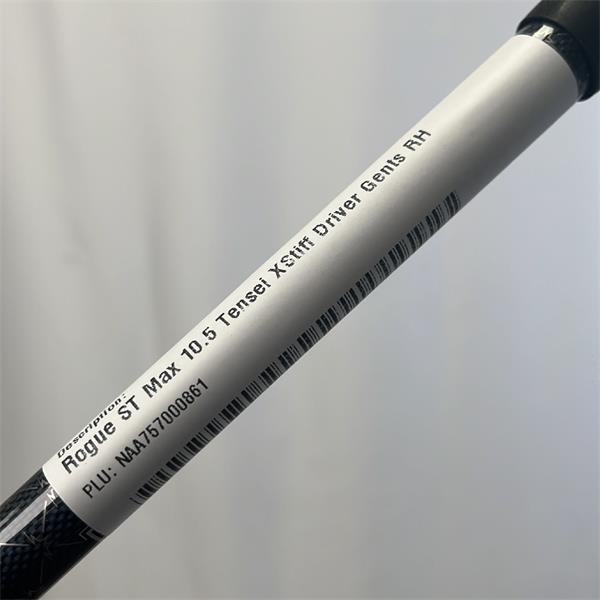 Description:
Rogue ST Max 10.5 Tensei XStiff Driver Gents RH
PLU: NAA757000861